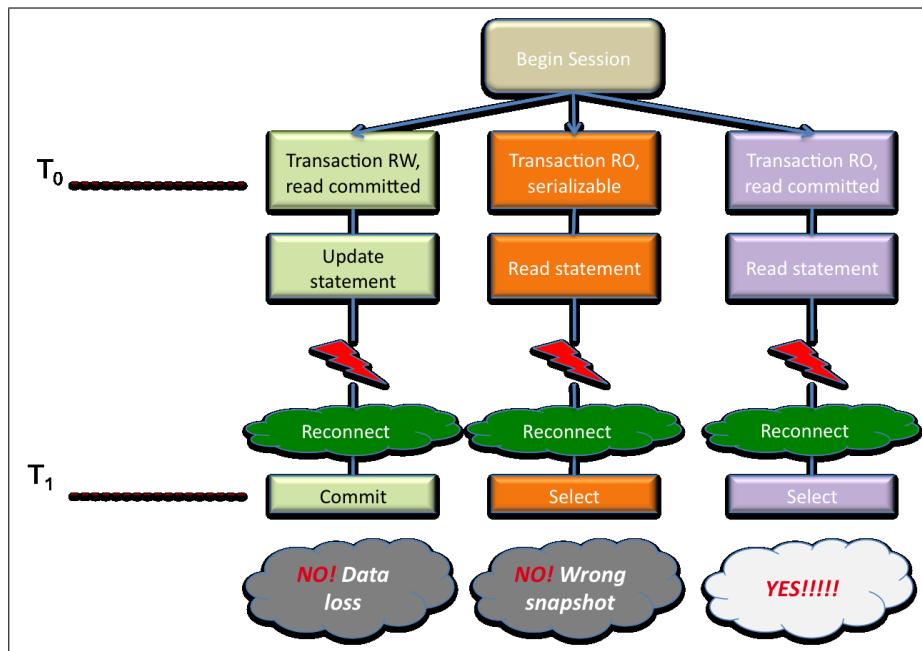 Begin Session
T0
Transaction RW,
read committed
Transaction RO,
serializable
Transaction RO,
read committed
Update
statement
Read statement
Read statement
Reconnect
Reconnect
Reconnect
T1
Commit
Select
Select
NO! Data
loss
NO! Wrong
snapshot
YES!!!!!